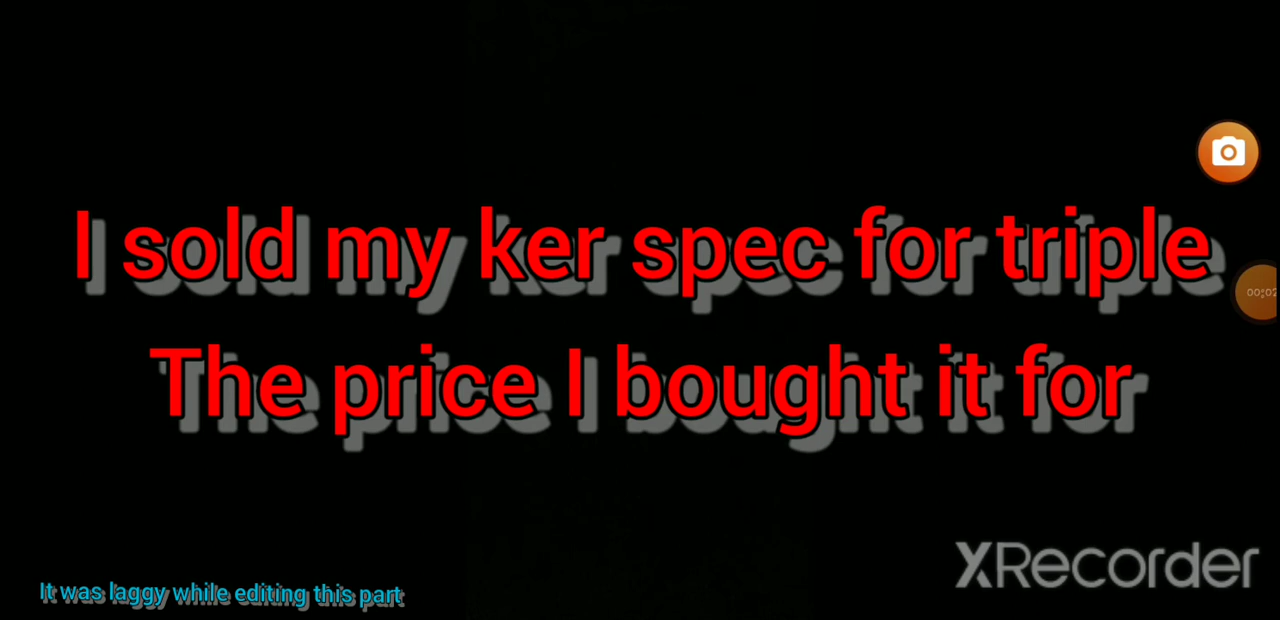 I sold my ker spec for triple
The price I bought it for
XRecorder
It was laggy while editing this part